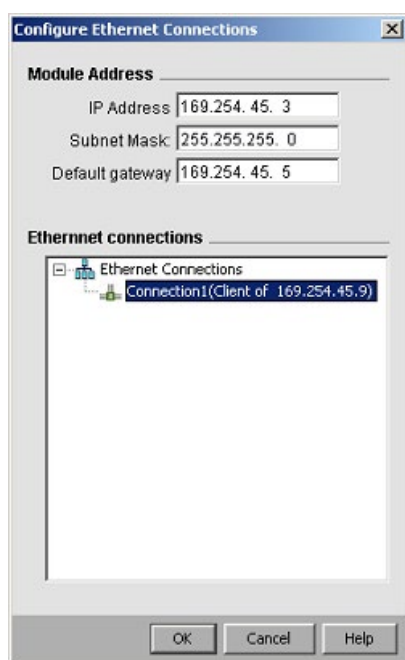 Configure Ethernet Connections
Module Address
IP Address 169.254. 45. 3
Subnet Mask: 255.255.255. 0
Default gateway 169.254. 45. 5
Ethernnet connections
Ethernet Connections
Connection1(Client of 169.254.45.9)
OK Cancel Help